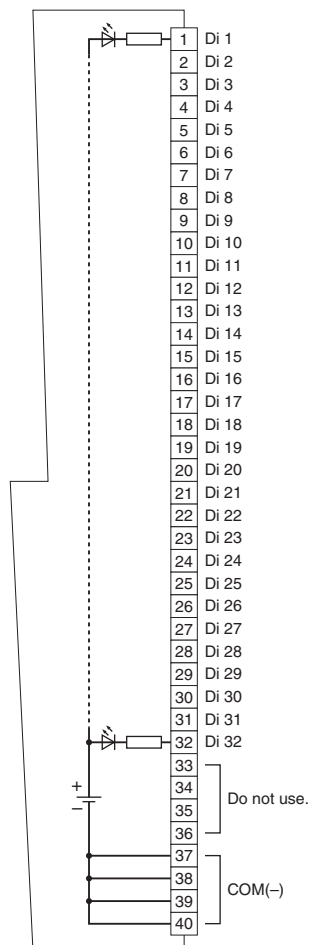 1 Di 1
2 Di 2
3 Di 3
4 Di 4
5 Di 5
6 Di 6
7 Di 7
8 Di 8
9 Di 9
10 Di 10
11 Di 11
12 Di 12
13 Di 13
14 Di 14
15 Di 15
16 Di 16
17 Di 17
18 Di 18
19 Di 19
20 Di 20
21 Di 21
22 Di 22
23 Di 23
24 Di 24
25 Di 25
26 Di 26
27 Di 27
28 Di 28
29 Di 29
30 Di 30
31 Di 31
32 Di 32
33
+
34
Do not use.
–
35
36
37
38
COM(–)
39
40